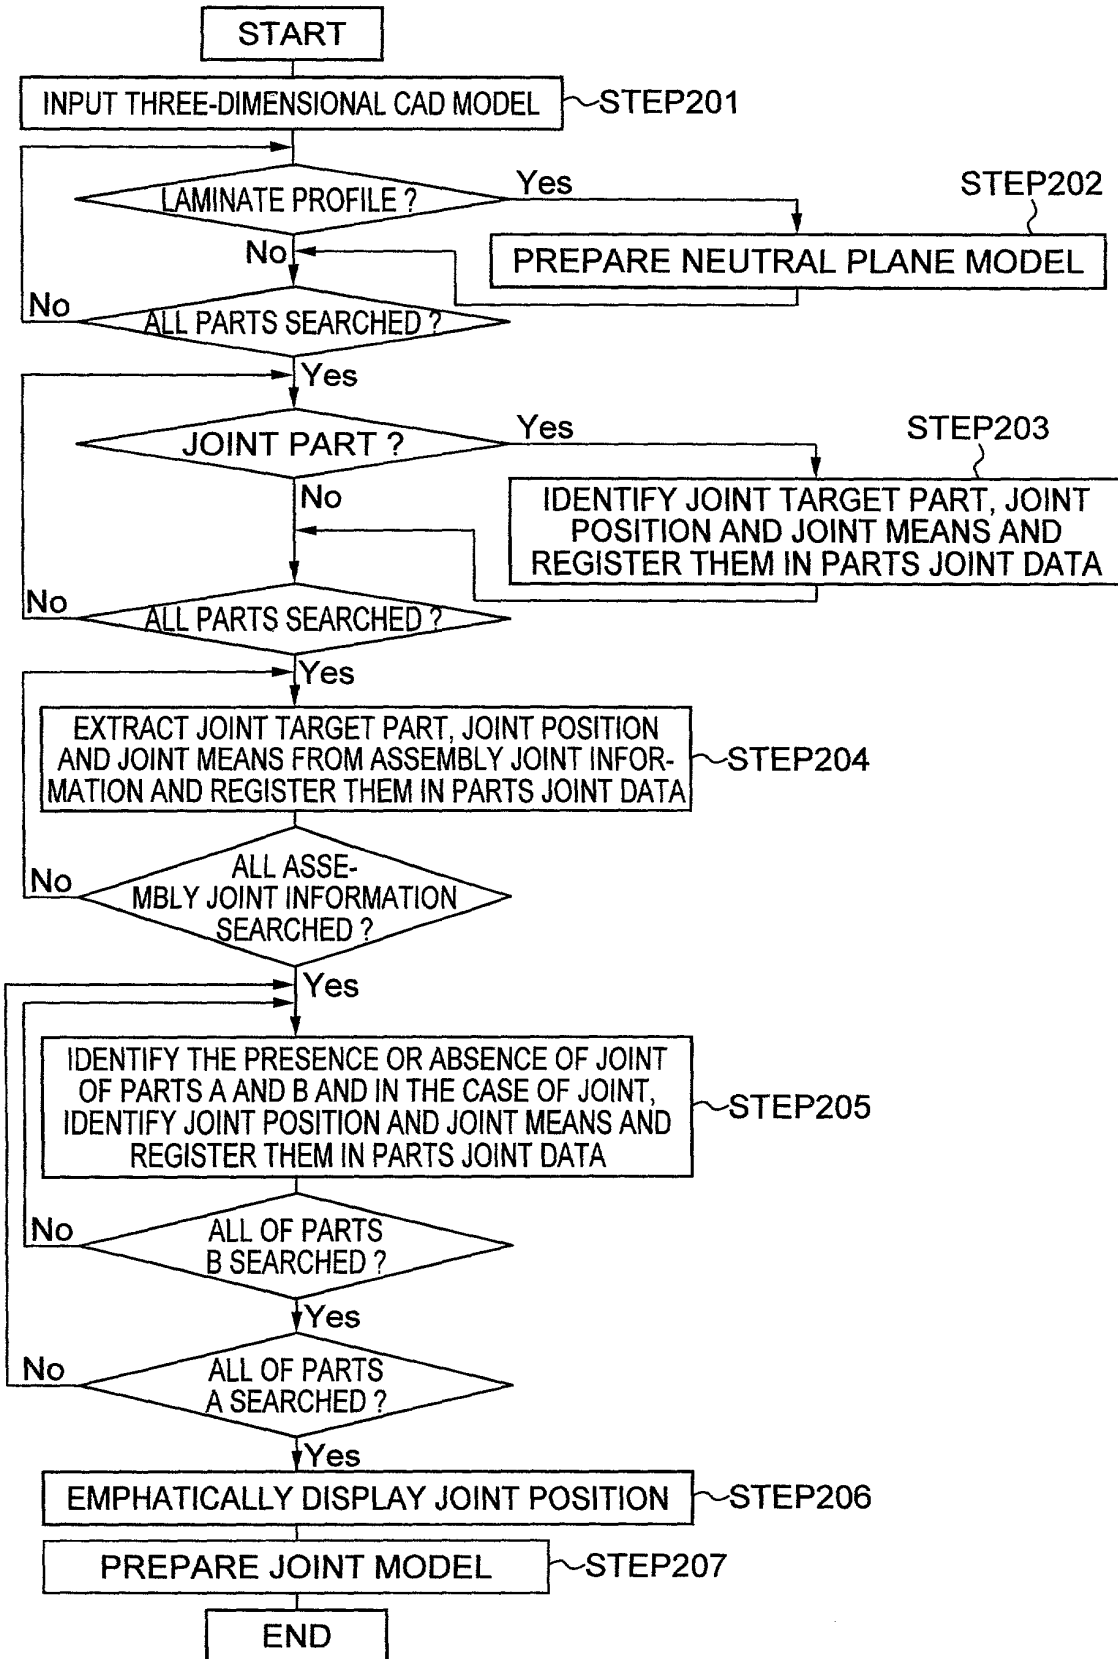 START
INPUT THREE-DIMENSIONAL CAD MODEL
STEP201
LAMINATE PROFILE ?
Yes
STEP202
No
PREPARE NEUTRAL PLANE MODEL
No
ALL PARTS SEARCHED ?
Yes
JOINT PART ?
Yes
STEP203
No
IDENTIFY JOINT TARGET PART, JOINT
POSITION AND JOINT MEANS AND
REGISTER THEM IN PARTS JOINT DATA
No
ALL PARTS SEARCHED ?
Yes
EXTRACT JOINT TARGET PART, JOINT POSITION
AND JOINT MEANS FROM ASSEMBLY JOINT INFOR-
MATION AND REGISTER THEM IN PARTS JOINT DATA
STEP204
No
ALL ASSE-
MBLY JOINT INFORMATION
SEARCHED ?
Yes
IDENTIFY THE PRESENCE OR ABSENCE OF JOINT
OF PARTS A AND B AND IN THE CASE OF JOINT,
IDENTIFY JOINT POSITION AND JOINT MEANS AND
REGISTER THEM IN PARTS JOINT DATA
STEP205
No
ALL OF PARTS
B SEARCHED ?
Yes
No
ALL OF PARTS
A SEARCHED ?
Yes
EMPHATICALLY DISPLAY JOINT POSITION
STEP206
PREPARE JOINT MODEL
STEP207
END